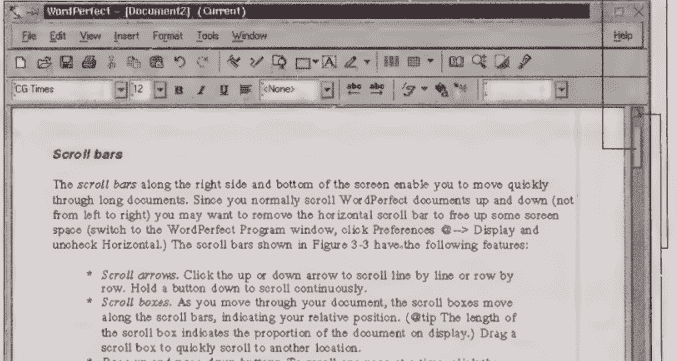 WordPerfect - [Document2] (Current)
File Edit View Insert Format Tools Window Help
CG Times 12 B I U <None> abc abc
Scroll bars
The scroll bars along the right side and bottom of the screen enable you to move quickly
through long documents. Since you normally scroll WordPerfect documents up and down (not
from left to right) you may want to remove the horizontal scroll bar to free up some screen
space (switch to the WordPerfect Program window, click Preferences @--> Display and
uncheck Horizontal.) The scroll bars shown in Figure 3-3 have the following features:
* Scroll arrows. Click the up or down arrow to scroll line by line or row by
row. Hold a button down to scroll continuously.
* Scroll boxes. As you move through your document, the scroll boxes move
along the scroll bars, indicating your relative position. (@tip The length of
the scroll box indicates the proportion of the document on display.) Drag a
scroll box to quickly scroll to another location.